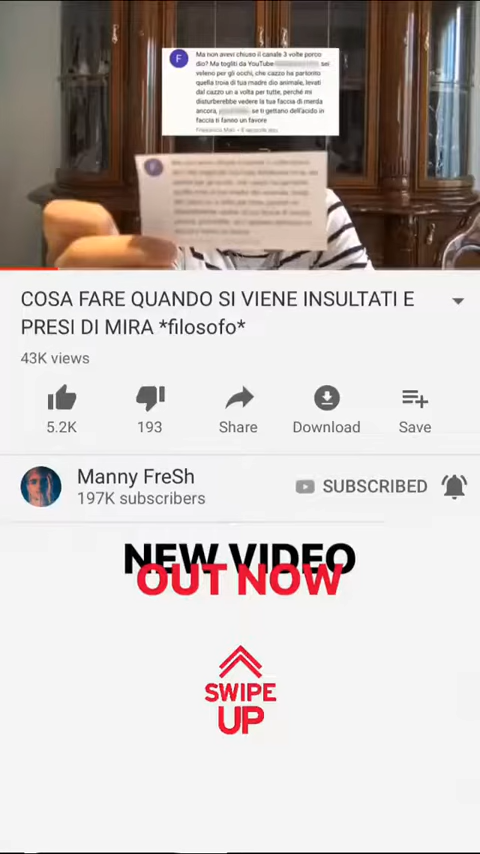 F
Ma non avevi chiuso il canale 3 volte porco
dio? Ma togliti da YouTube sei
veleno per gli occhi, che cazzo ha partorito
quella troia di tua madre dio animale, levati
dal cazzo un a volta per tutte, perché mi
disturberebbe vedere la tua faccia di merda
ancora, se ti gettano dell'acido in
faccia ti fanno un favore
6 secondi fa
F
COSA FARE QUANDO SI VIENE INSULTATI E
PRESI DI MIRA *filosofo*
43K views
5.2K
193
Share
Download
Save
Manny FreSh
SUBSCRIBED
197K subscribers
NEW VIDEO
OUT NOW
SWIPE
UP